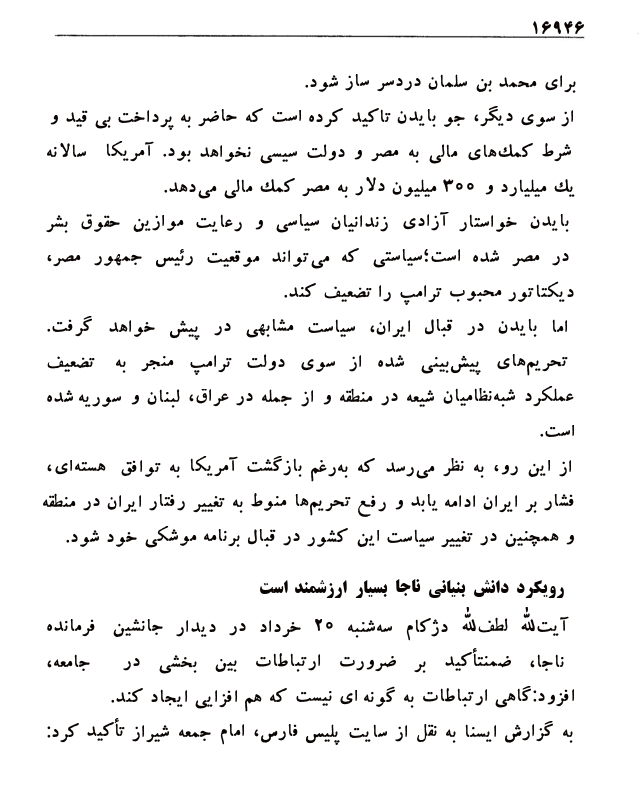 ۱۶۹۴۶
برای محمد بن سلمان دردسر ساز شود.
از سوی دیگر، جو بایدن تاکید کرده است که حاضر به پرداخت بی قید و
شرط کمك‌های مالی به مصر و دولت سیسی نخواهد بود. آمریکا سالانه
یك میلیارد و ۳۰۰ میلیون دلار به مصر کمك مالی می‌دهد.
بایدن خواستار آزادی زندانیان سیاسی و رعایت موازین حقوق بشر
در مصر شده است؛سیاستی که می‌تواند موقعیت رئیس جمهور مصر،
دیکتاتور محبوب ترامپ را تضعیف کند.
اما بایدن در قبال ایران، سیاست مشابهی در پیش خواهد گرفت.
تحریم‌های پیش‌بینی شده از سوی دولت ترامپ منجر به تضعیف
عملکرد شبه‌نظامیان شیعه در منطقه و از جمله در عراق، لبنان و سوریه شده
است.
از این رو، به نظر می‌رسد که به‌رغم بازگشت آمریکا به توافق هسته‌ای،
فشار بر ایران ادامه یابد و رفع تحریم‌ها منوط به تغییر رفتار ایران در منطقه
و همچنین در تغییر سیاست این کشور در قبال برنامه موشکی خود شود.
رویکرد دانش بنیانی ناجا بسیار ارزشمند است
آیت‌الله لطف‌الله دژکام سه‌شنبه ۲۰ خرداد در دیدار جانشین فرمانده
ناجا، ضمنتأکید بر ضرورت ارتباطات بین بخشی در جامعه،
افزود:گاهی ارتباطات به گونه ای نیست که هم افزایی ایجاد کند.
به گزارش ایسنا به نقل از سایت پلیس فارس، امام جمعه شیراز تأکید کرد: